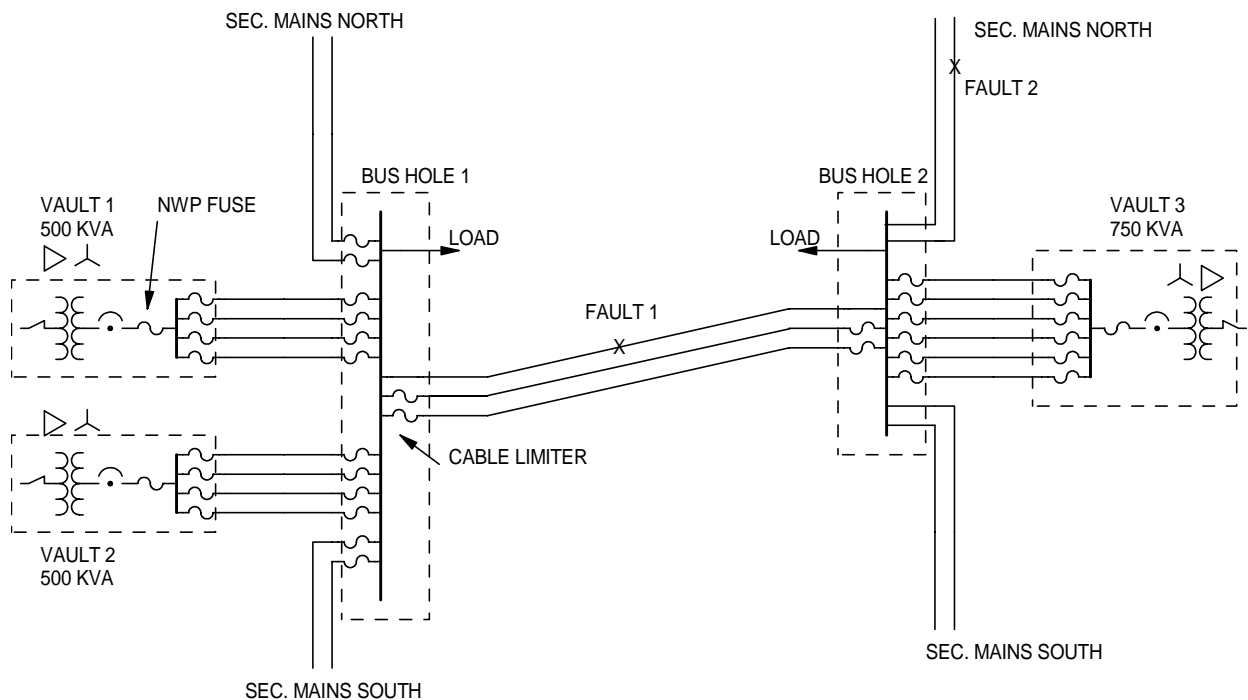 SEC. MAINS NORTH
SEC. MAINS NORTH
X
FAULT 2
BUS HOLE 1
BUS HOLE 2
VAULT 1
500 KVA
NWP FUSE
VAULT 3
750 KVA
LOAD
LOAD
FAULT 1
X
CABLE LIMITER
VAULT 2
500 KVA
SEC. MAINS SOUTH
SEC. MAINS SOUTH